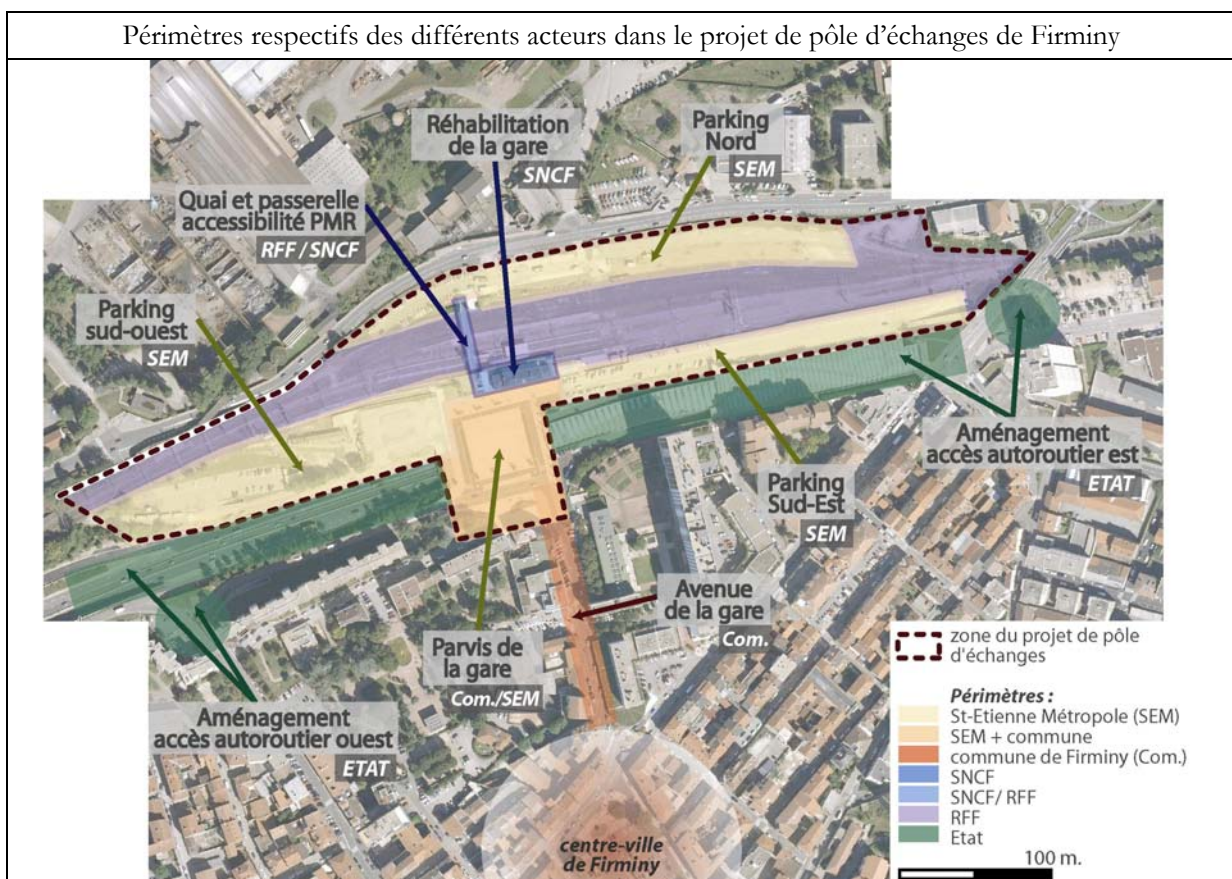 Périmètres respectifs des différents acteurs dans le projet de pôle d’échanges de Firminy
Réhabilitation
de la gare
SNCF
Parking
Nord
SEM
Quai et passerelle
accessibilité PMR
RFF / SNCF
Parking
sud-ouest
SEM
Aménagement
accès autoroutier est
ETAT
Parking
Sud-Est
SEM
Avenue
de la gare
Com.
Parvis de
la gare
Com./SEM
Aménagement
accès autoroutier ouest
ETAT
centre-ville
de Firminy
zone du projet de pôle
d'échanges
Périmètres :
St-Etienne Métropole (SEM)
SEM + commune
commune de Firminy (Com.)
SNCF
SNCF/ RFF
RFF
Etat
100 m.